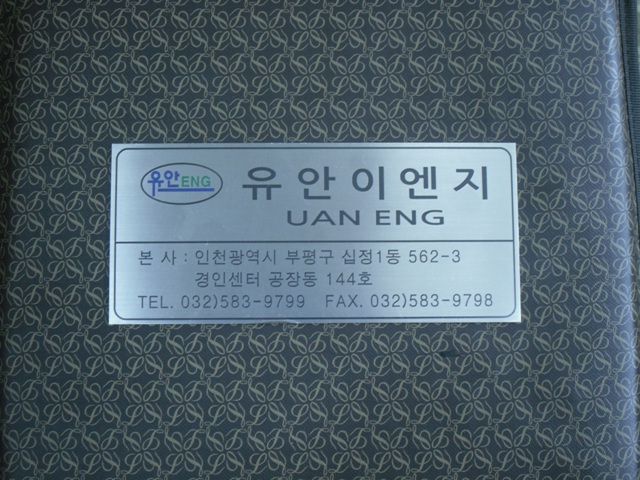 유안ENG 유안이엔지
UAN ENG
본 사 : 인천광역시 부평구 십정1동 562-3
경인센터 공장동 144호
TEL. 032)583-9799 FAX. 032)583-9798